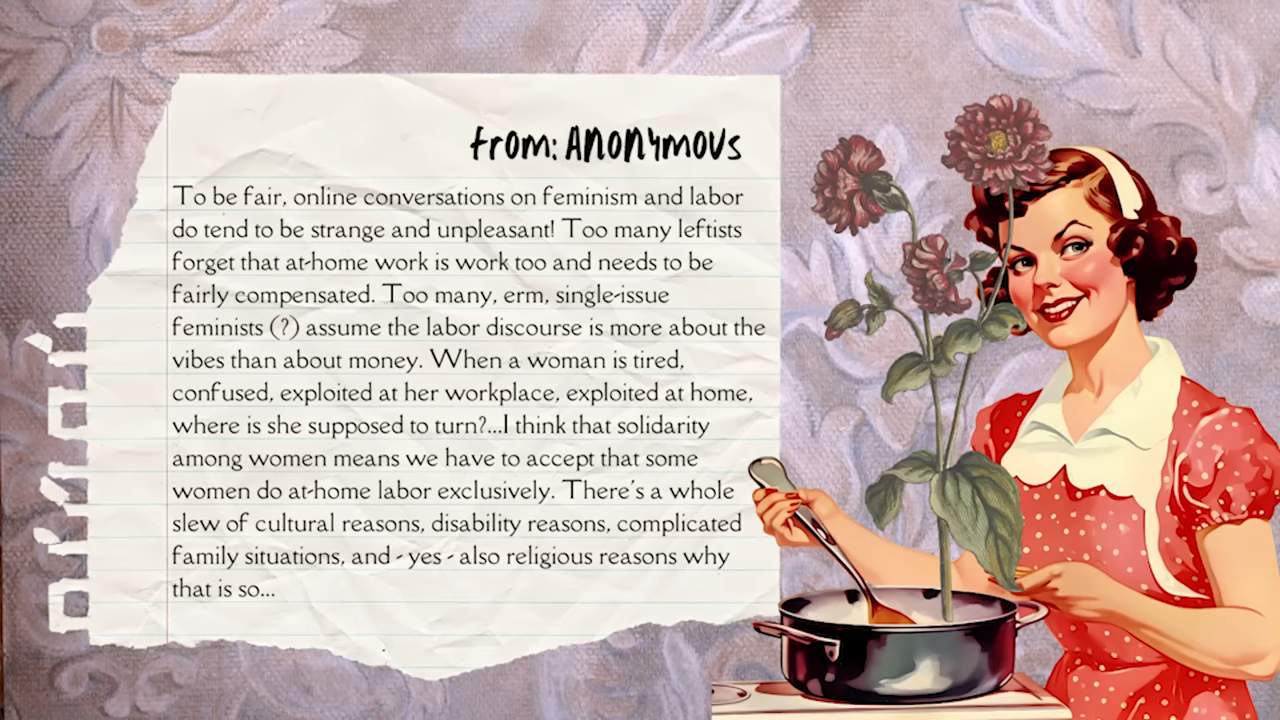 from: Anonymous
To be fair, online conversations on feminism and labor
do tend to be strange and unpleasant! Too many leftists
forget that at-home work is work too and needs to be
fairly compensated. Too many, erm, single-issue
feminists (?) assume the labor discourse is more about the
vibes than about money. When a woman is tired,
confused, exploited at her workplace, exploited at home,
where is she supposed to turn?...I think that solidarity
among women means we have to accept that some
women do at-home labor exclusively. There's a whole
slew of cultural reasons, disability reasons, complicated
family situations, and - yes - also religious reasons why
that is so...